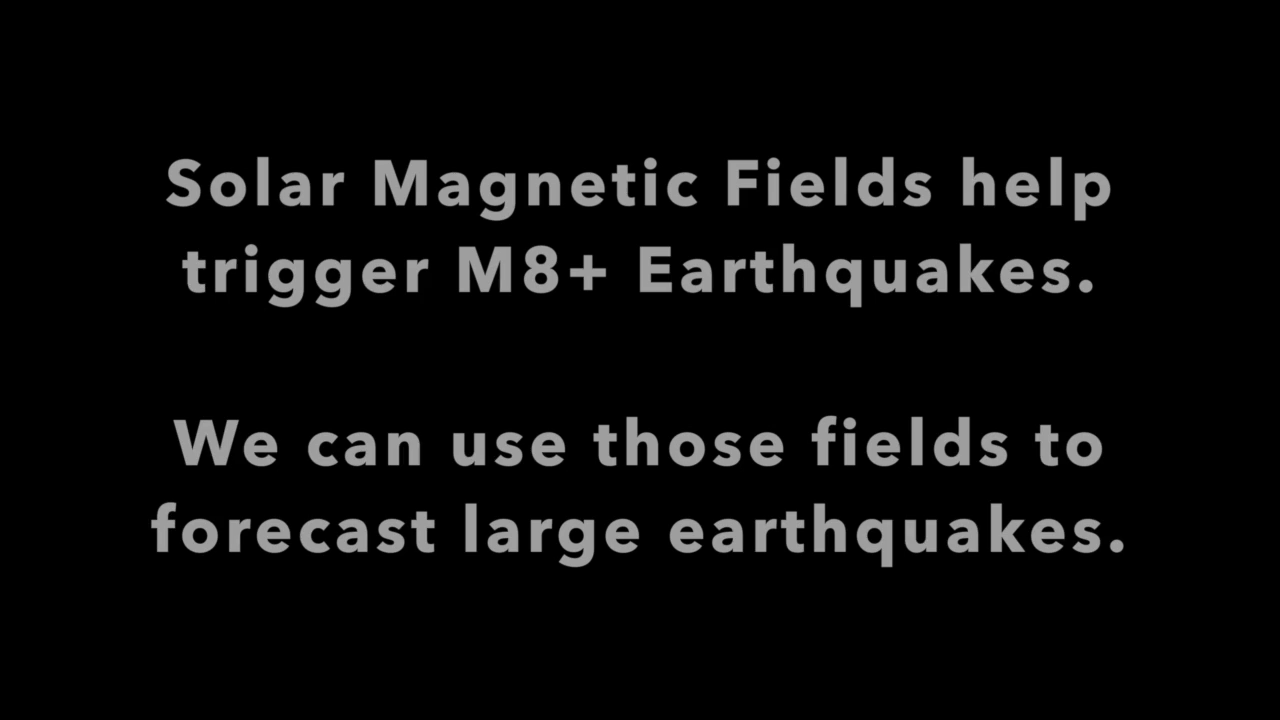 Solar Magnetic Fields help
trigger M8+ Earthquakes.
We can use those fields to
forecast large earthquakes.